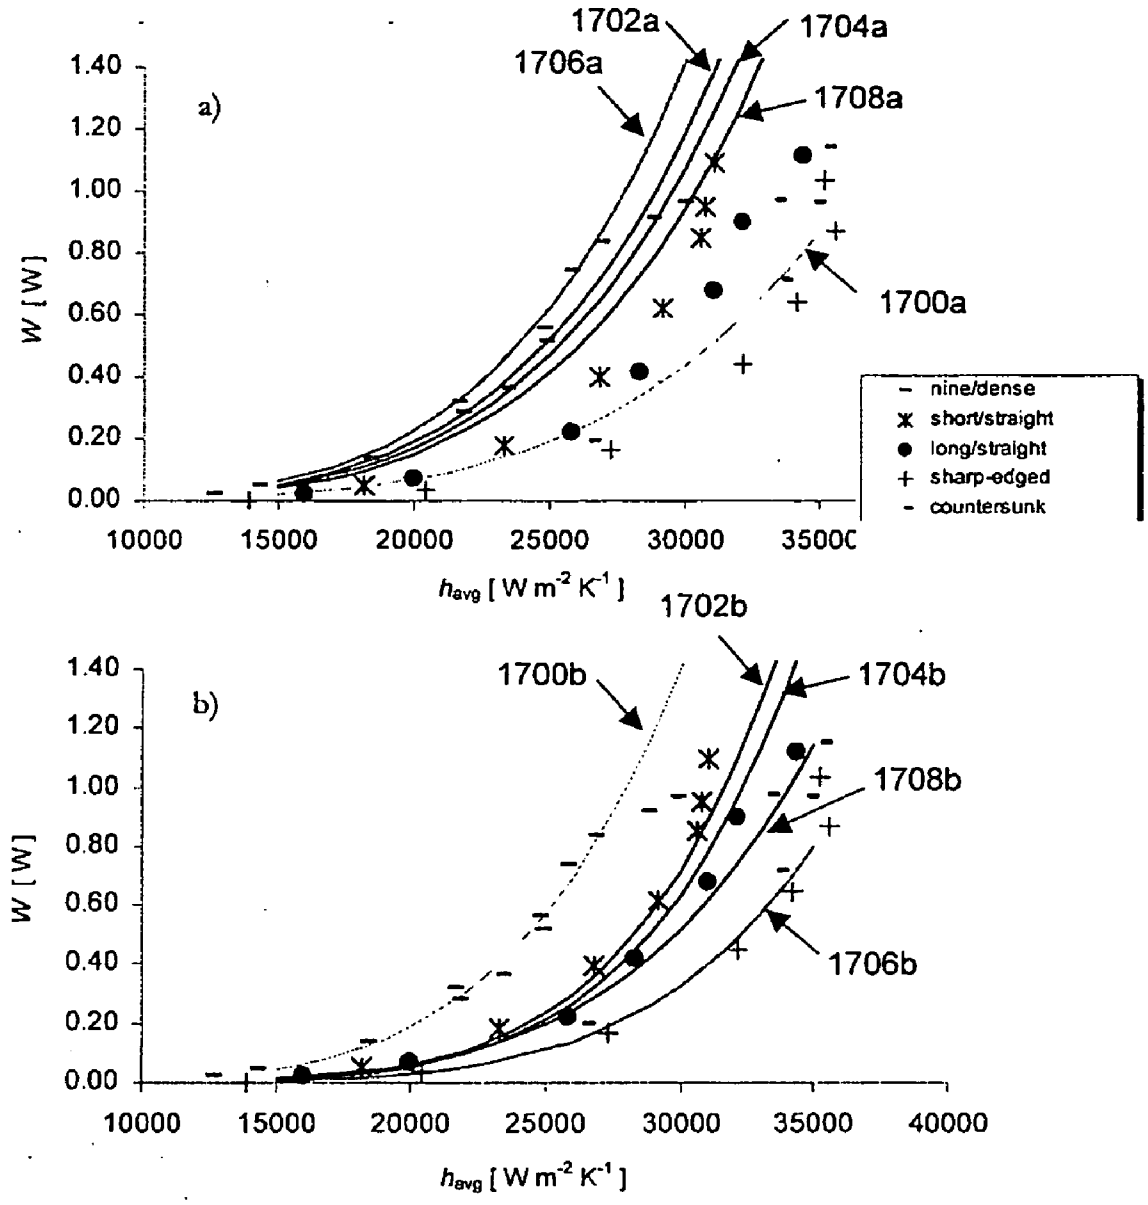 1702a
1704a
1706a
1708a
a)
1.40
1.20
1.00
0.80
0.60
0.40
0.20
0.00
W [W]
1700a
nine/dense
short/straight
long/straight
sharp-edged
countersunk
10000 15000 20000 25000 30000 35000
havg [ W m-2 K-1 ]
1702b
1700b
1704b
b)
1.40
1.20
1.00
0.80
0.60
0.40
0.20
0.00
W [W]
1708b
1706b
10000 15000 20000 25000 30000 35000 40000
havg [ W m-2 K-1 ]